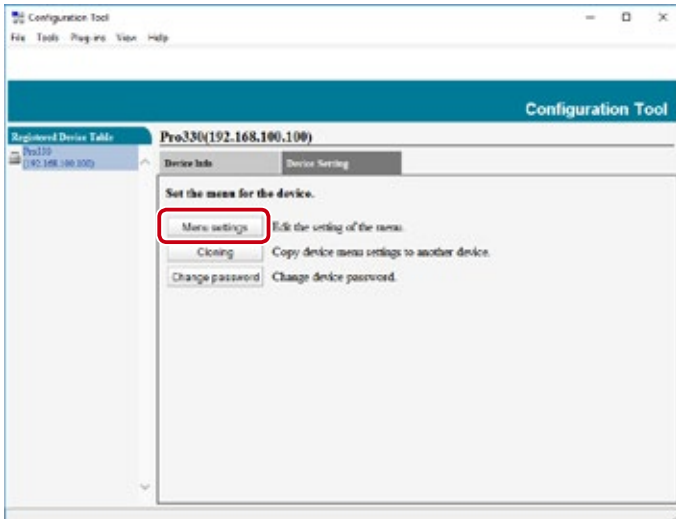 Configuration Tool
File Tools Plug-ins View Help
Configuration Tool
Registered Device Table
Pro330
(192.168.100.100)
Pro330(192.168.100.100)
Device Info Device Setting
Set the menu for the device.
Menu settings Edit the setting of the menu.
Cloning Copy device menu settings to another device.
Change password Change device password.